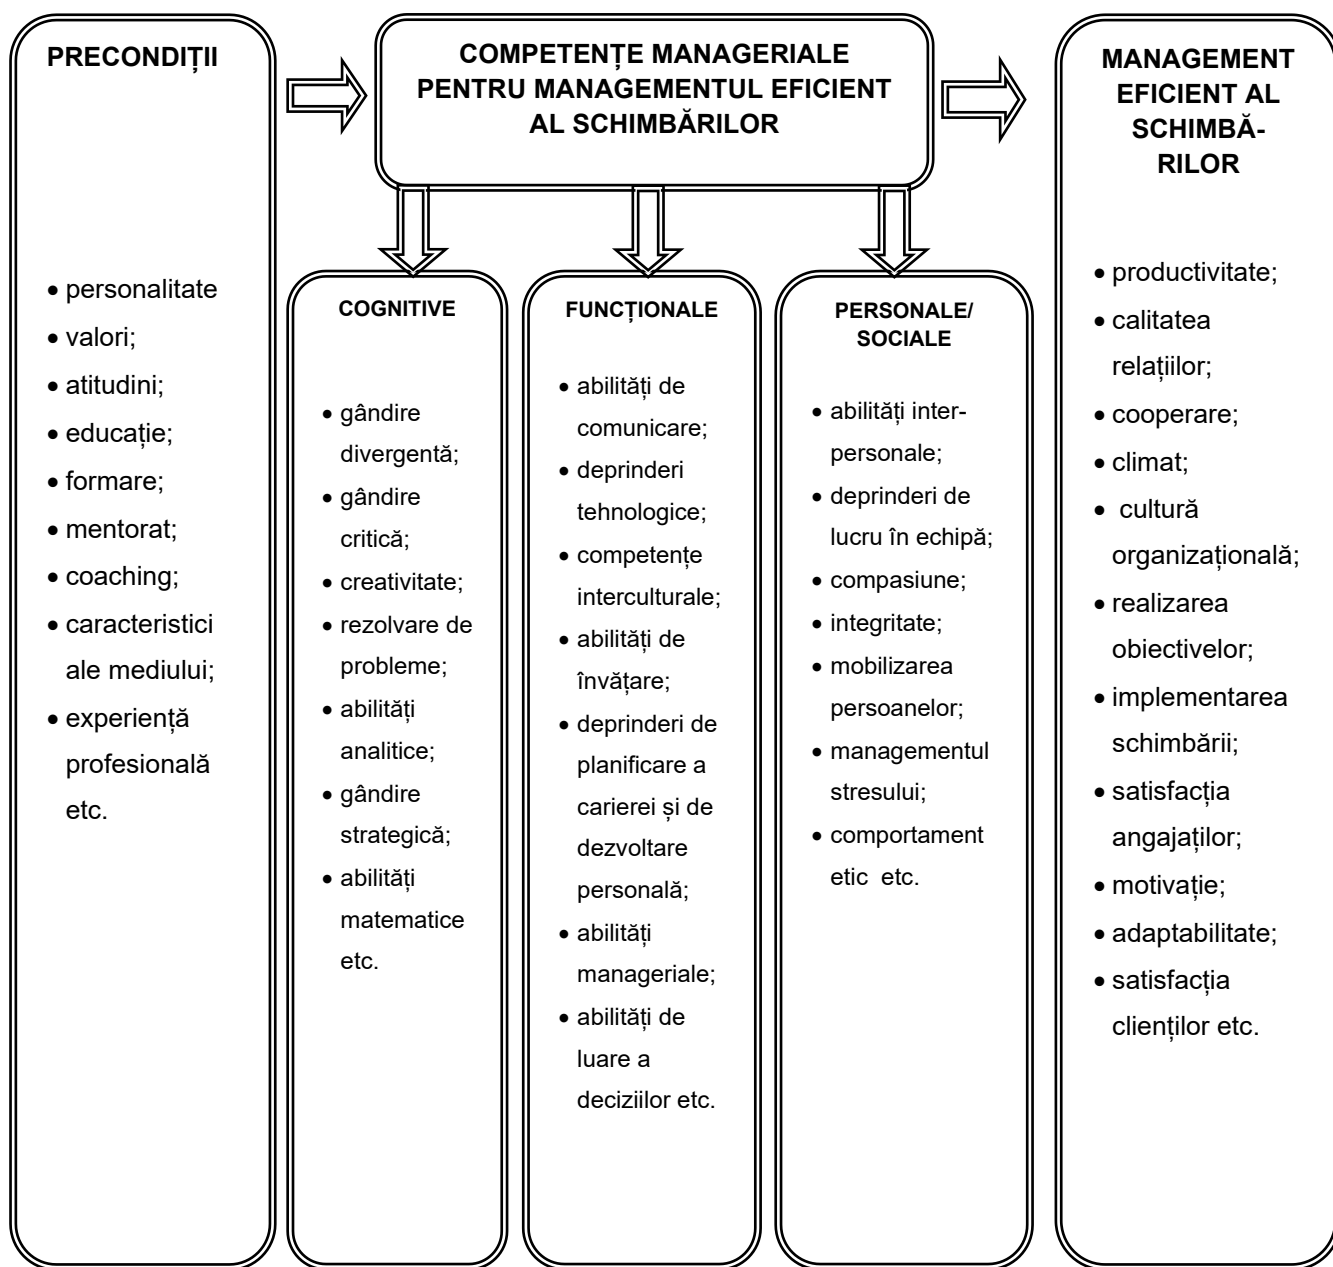 PRECONDIȚII
• personalitate
• valori;
• atitudini;
• educație;
• formare;
• mentorat;
• coaching;
• caracteristici
ale mediului;
• experiență
profesională
etc.
COMPETENȚE MANAGERIALE
PENTRU MANAGEMENTUL EFICIENT
AL SCHIMBĂRILOR
COGNITIVE
• gândire
divergentă;
• gândire
critică;
• creativitate;
• rezolvare de
probleme;
• abilități
analitice;
• gândire
strategică;
• abilități
matematice
etc.
FUNCȚIONALE
• abilități de
comunicare;
• deprinderi
tehnologice;
• competențe
interculturale;
• abilități de
învățare;
• deprinderi de
planificare a
carierei și de
dezvoltare
personală;
• abilități
manageriale;
• abilități de
luare a
deciziilor etc.
PERSONALE/
SOCIALE
• abilități inter-
personale;
• deprinderi de
lucru în echipă;
• compasiune;
• integritate;
• mobilizarea
persoanelor;
• managementul
stresului;
• comportament
etic etc.
MANAGEMENT
EFICIENT AL
SCHIMBĂ-
RILOR
• productivitate;
• calitatea
relațiilor;
• cooperare;
• climat;
• cultură
organizațională;
• realizarea
obiectivelor;
• implementarea
schimbării;
• satisfacția
angajaților;
• motivație;
• adaptabilitate;
• satisfacția
clienților etc.